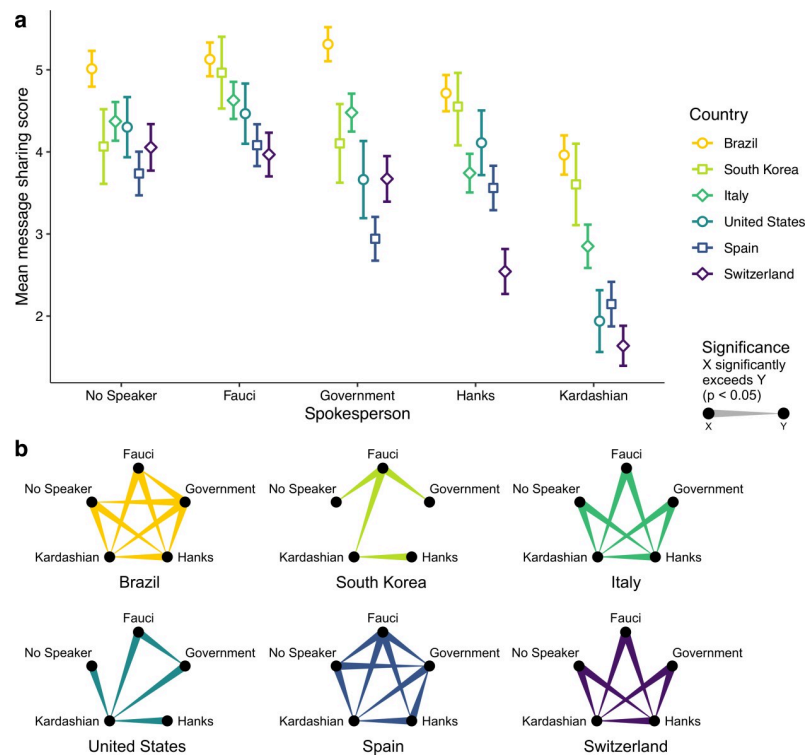 a
Mean message sharing score
5
4
3
2
No Speaker
Fauci
Government
Hanks
Kardashian
Spokesperson
Country
Brazil
South Korea
Italy
United States
Spain
Switzerland
Significance
X significantly
exceeds Y
(p < 0.05)
X
Y
b
Fauci
No Speaker
Government
Kardashian
Hanks
Brazil
Fauci
No Speaker
Government
Kardashian
Hanks
South Korea
Fauci
No Speaker
Government
Kardashian
Hanks
Italy
Fauci
No Speaker
Government
Kardashian
Hanks
United States
Fauci
No Speaker
Government
Kardashian
Hanks
Spain
Fauci
No Speaker
Government
Kardashian
Hanks
Switzerland